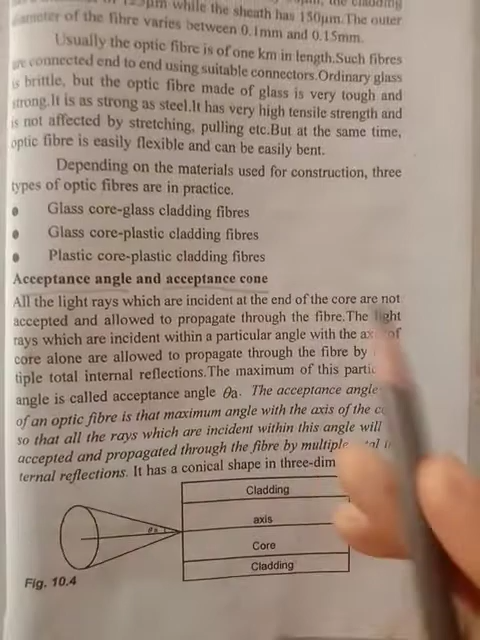 125µm while the sheath has 150µm.The outer
diameter of the fibre varies between 0.1mm and 0.15mm.
Usually the optic fibre is of one km in length.Such fibres
are connected end to end using suitable connectors.Ordinary glass
is brittle, but the optic fibre made of glass is very tough and
strong.It is as strong as steel.It has very high tensile strength and
is not affected by stretching, pulling etc.But at the same time,
optic fibre is easily flexible and can be easily bent.
Depending on the materials used for construction, three
types of optic fibres are in practice.
• Glass core-glass cladding fibres
• Glass core-plastic cladding fibres
• Plastic core-plastic cladding fibres
Acceptance angle and acceptance cone
All the light rays which are incident at the end of the core are not
accepted and allowed to propagate through the fibre.The light
rays which are incident within a particular angle with the of
core alone are allowed to propagate through the fibre by
tiple total internal reflections.The maximum of this
angle is called acceptance angle θa. The acceptance angle
of an optic fibre is that maximum angle with the axis of the
so that all the rays which are incident within this angle will
accepted and propagated through the fibre by multiple
ternal reflections. It has a conical shape in three-dim
Cladding
axis
Core
Cladding
Fig. 10.4